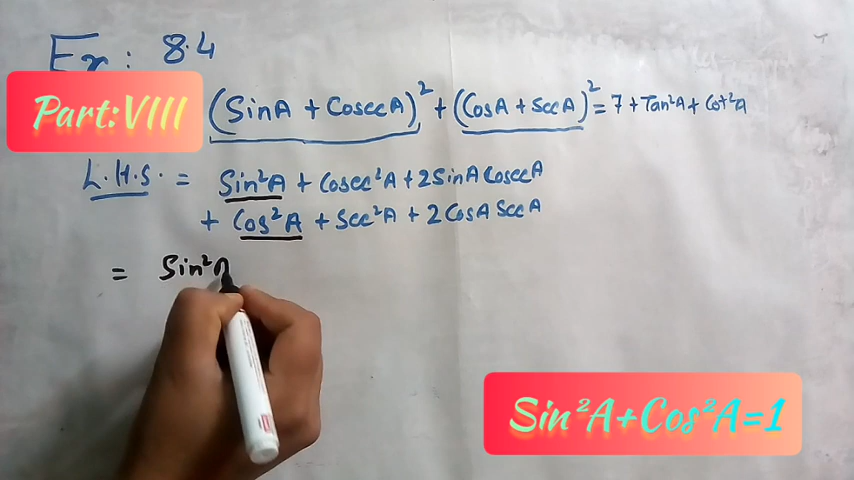 Ex: 8.4
Part:VIII (SinA + CosecA)² + (CosA + SecA)² = 7 + Tan²A + Cot²A
L.H.S. = Sin²A + Cosec²A + 2SinA CosecA
+ Cos²A + Sec²A + 2CosA SecA
= Sin²A
Sin²A+Cos²A=1